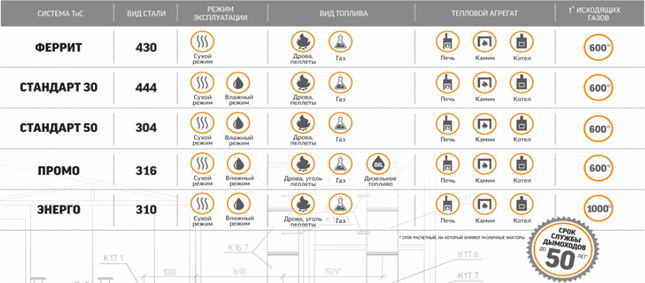 СИСТЕМА ТиС
ВИД СТАЛИ
РЕЖИМ
ЭКСПЛУАТАЦИИ
ВИД ТОПЛИВА
ТЕПЛОВОЙ АГРЕГАТ
t° ИСХОДЯЩИХ
ГАЗОВ
ФЕРРИТ
430
Сухой
режим
Дрова,
пеллеты
Газ
Печь
Камин
Котел
600°
СТАНДАРТ 30
444
Сухой
режим
Влажный
режим
Дрова,
пеллеты
Газ
Печь
Камин
Котел
600°
СТАНДАРТ 50
304
Сухой
режим
Влажный
режим
Дрова,
пеллеты
Газ
Печь
Камин
Котел
600°
ПРОМО
316
Сухой
режим
Влажный
режим
Дрова, уголь
пеллеты
Газ
OIL
Дизельное
топливо
Печь
Камин
Котел
600°
ЭНЕРГО
310
Сухой
режим
Влажный
режим
Дрова, уголь
пеллеты
Газ
Печь
Камин
Котел
1000°
* СРОК РАСЧЕТНЫЙ, НА КОТОРЫЙ ВЛИЯЮТ РАЗЛИЧНЫЕ ФАКТОРЫ
СРОК
СЛУЖБЫ
ДЫМОХОДОВ
ДО 50 ЛЕТ*
К16.7
К17.1
1000
1690
1929*
К17.6
К17.7